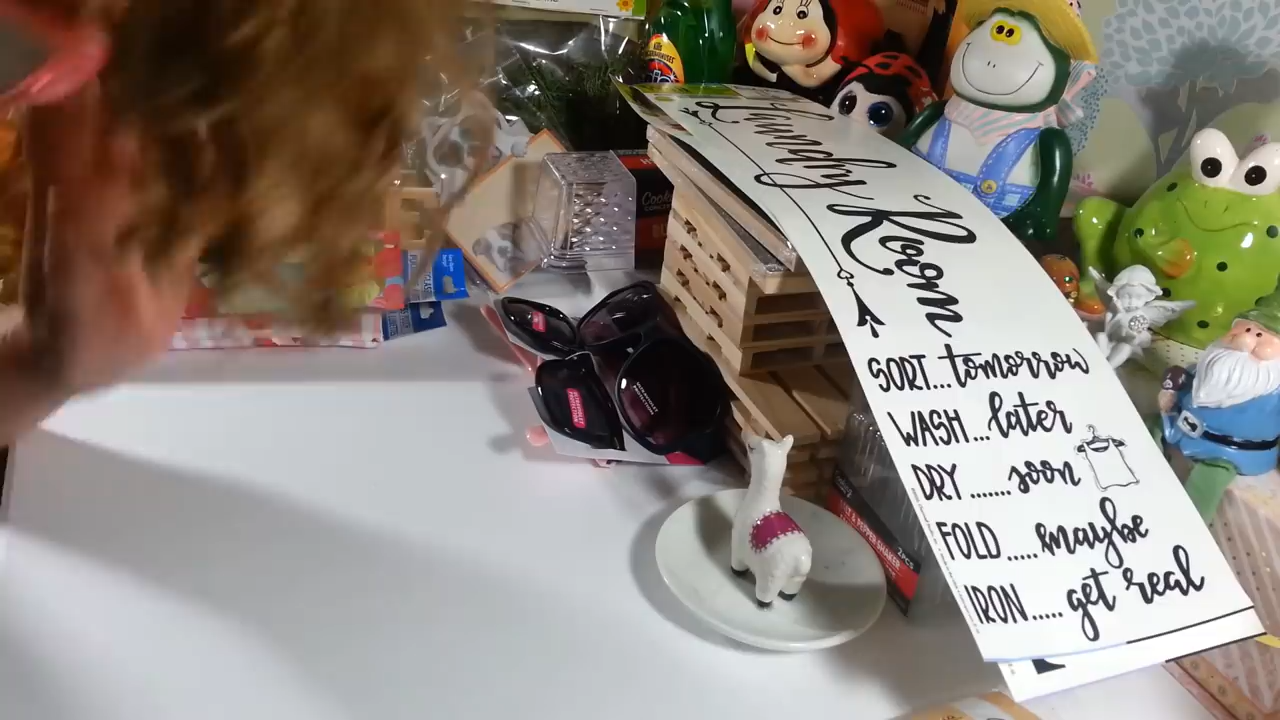 Laundry Room
SORT...tomorrow
WASH...later
DRY.......soon
FOLD.....maybe
IRON.....get real